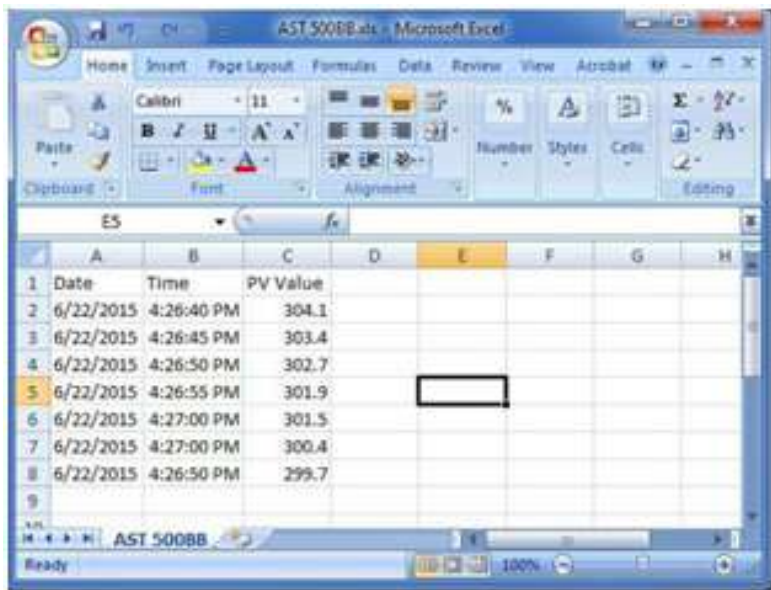 AST 500BB.xls - Microsoft Excel
Home Insert Page Layout Formulas Data Review View Acrobat
Paste
Calibri 11
B I U A A
A
% Number
A Styles
Cells
Σ
Clipboard Font Alignment Editing
E5 fx
A B C D E F G H
1 Date Time PV Value
2 6/22/2015 4:26:40 PM 304.1
3 6/22/2015 4:26:45 PM 303.4
4 6/22/2015 4:26:50 PM 302.7
5 6/22/2015 4:26:55 PM 301.9
6 6/22/2015 4:27:00 PM 301.5
7 6/22/2015 4:27:00 PM 300.4
8 6/22/2015 4:26:50 PM 299.7
9
AST 500BB
Ready 100%